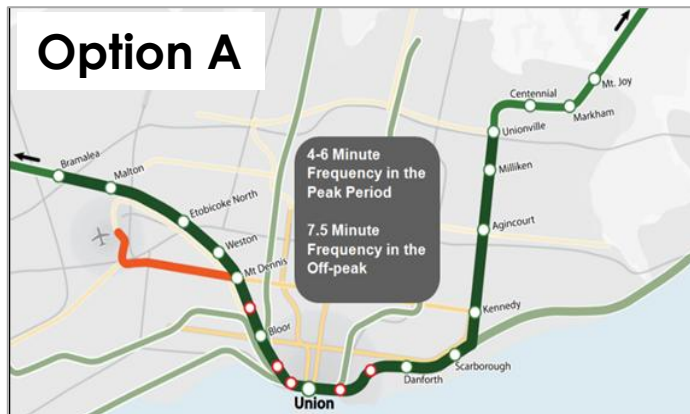 Option A
4-6 Minute
Frequency in the
Peak Period
7.5 Minute
Frequency in the
Off-peak
Bramalea
Malton
Etobicoke North
Weston
Mt Dennis
Bloor
Union
Danforth
Scarborough
Kennedy
Agincourt
Milliken
Unionville
Centennial
Markham
Mt. Joy